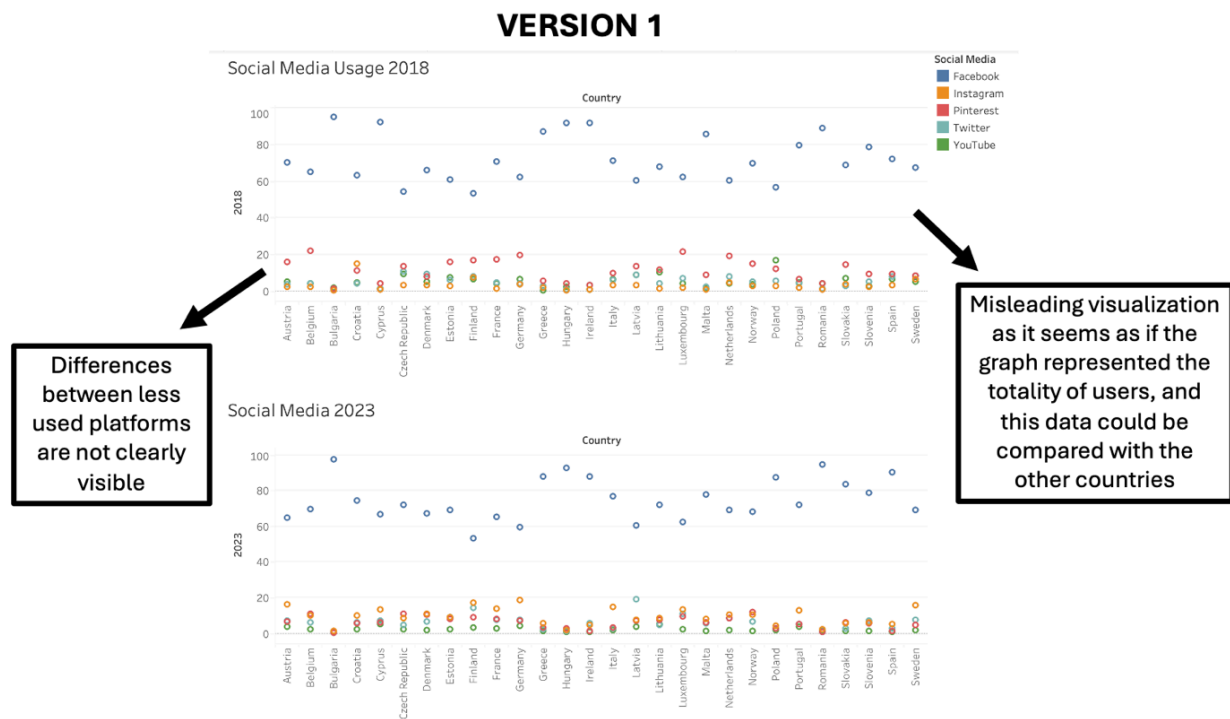 VERSION 1
Social Media Usage 2018
Social Media
Facebook
Instagram
Pinterest
Twitter
YouTube
Country
100
80
60
40
20
0
2018
Austria
Belgium
Bulgaria
Croatia
Cyprus
Czech Republic
Denmark
Estonia
Finland
France
Germany
Greece
Hungary
Ireland
Italy
Latvia
Lithuania
Luxembourg
Malta
Netherlands
Norway
Poland
Portugal
Romania
Slovakia
Slovenia
Spain
Sweden
Differences
between less
used platforms
are not clearly
visible
Misleading visualization
as it seems as if the
graph represented the
totality of users, and
this data could be
compared with the
other countries
Social Media 2023
Country
100
80
60
40
20
0
2023
Austria
Belgium
Bulgaria
Croatia
Cyprus
Czech Republic
Denmark
Estonia
Finland
France
Germany
Greece
Hungary
Ireland
Italy
Latvia
Lithuania
Luxembourg
Malta
Netherlands
Norway
Poland
Portugal
Romania
Slovakia
Slovenia
Spain
Sweden